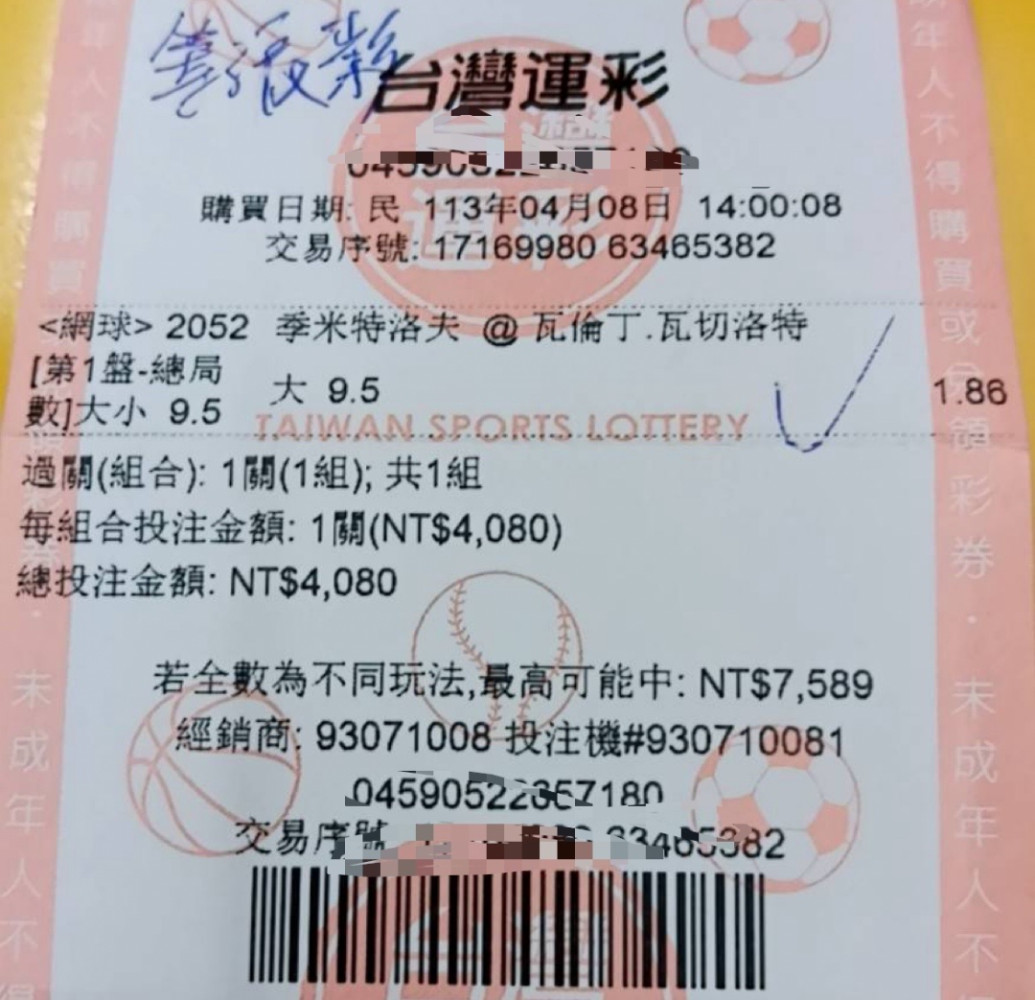 台灣運彩
購買日期: 民 113年04月08日 14:00:08
交易序號: 17169980 63465382
<網球> 2052 季米特洛夫 @ 瓦倫丁.瓦切洛特
[第1盤-總局
數]大小 9.5 大 9.5 1.86
TAIWAN SPORTS LOTTERY
過關(組合): 1關(1組); 共1組
每組合投注金額: 1關(NT$4,080)
總投注金額: NT$4,080
若全數為不同玩法,最高可能中: NT$7,589
經銷商: 93071008 投注機#930710081
交易序號
未成年人不得購買或兌領彩券．未成年人不